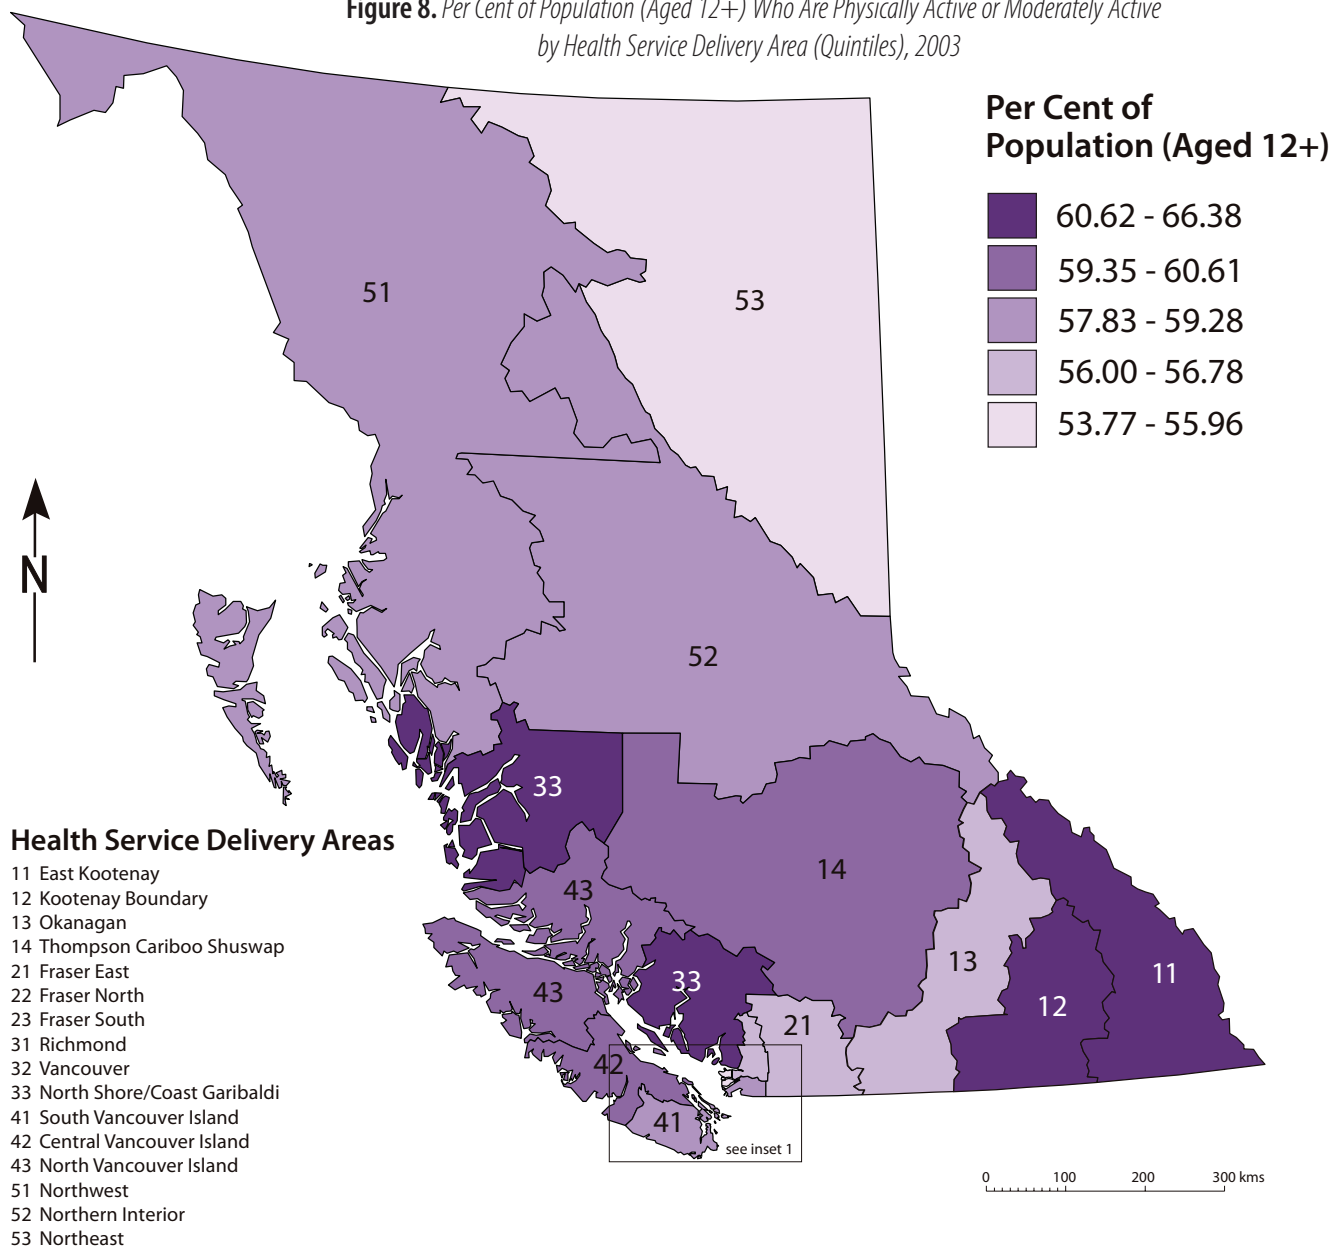 Figure 8. Per Cent of Population (Aged 12+) Who Are Physically Active or Moderately Active
by Health Service Delivery Area (Quintiles), 2003
Per Cent of
Population (Aged 12+)
60.62 - 66.38
59.35 - 60.61
57.83 - 59.28
56.00 - 56.78
53.77 - 55.96
51
53
N
52
33
14
43
13
11
33
43
12
21
42
41
see inset 1
Health Service Delivery Areas
11 East Kootenay
12 Kootenay Boundary
13 Okanagan
14 Thompson Cariboo Shuswap
21 Fraser East
22 Fraser North
23 Fraser South
31 Richmond
32 Vancouver
33 North Shore/Coast Garibaldi
41 South Vancouver Island
42 Central Vancouver Island
43 North Vancouver Island
51 Northwest
52 Northern Interior
53 Northeast
0 100 200 300 kms